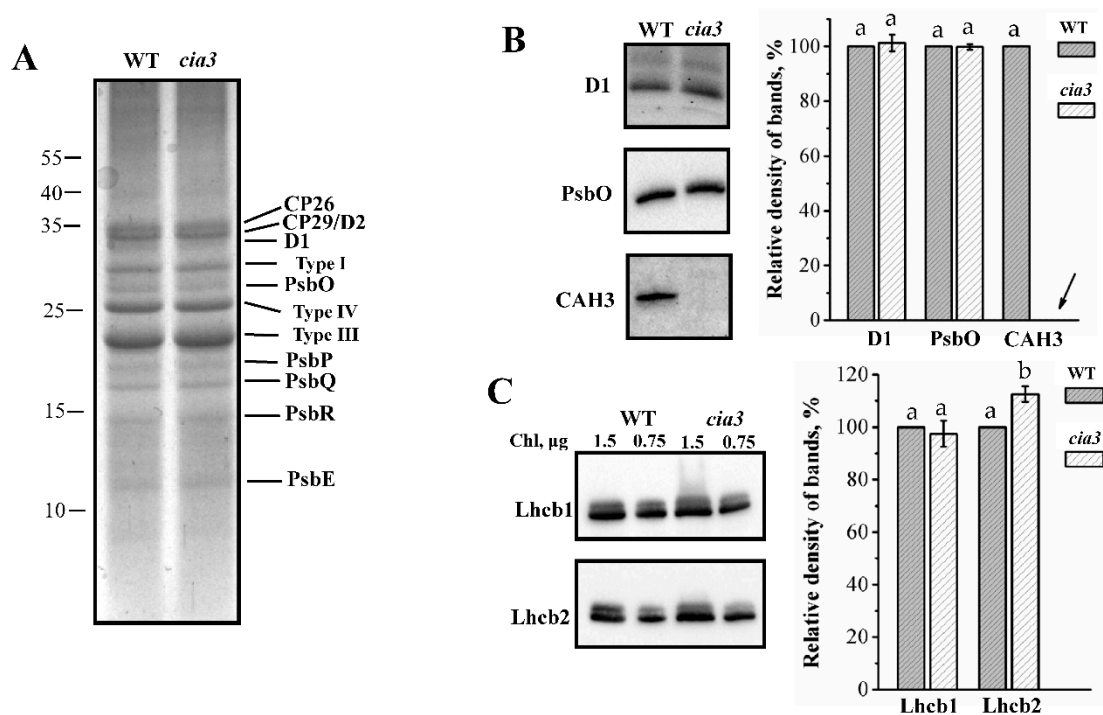 A
WT cia3
55
40
35
25
15
10
CP26
CP29/D2
D1
Type I
PsbO
Type IV
Type III
PsbP
PsbQ
PsbR
PsbE
B
WT cia3
D1
PsbO
CAH3
Relative density of bands, %
100
80
60
40
20
0
a a a a a
D1 PsbO CAH3
WT
cia3
C
WT cia3
Chl, µg 1.5 0.75 1.5 0.75
Lhcb1
Lhcb2
Relative density of bands, %
120
100
80
60
40
20
0
a a a b
Lhcb1 Lhcb2
WT
cia3